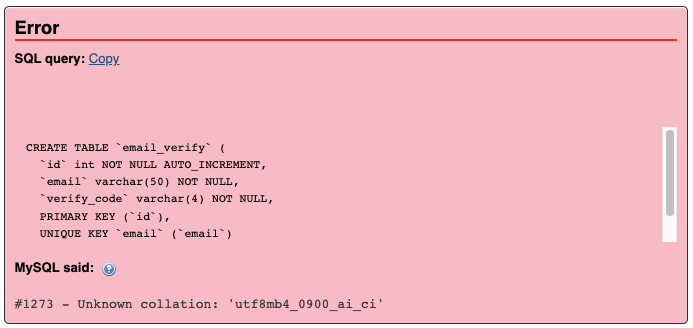 Error
SQL query: Copy
CREATE TABLE `email_verify` (
`id` int NOT NULL AUTO_INCREMENT,
`email` varchar(50) NOT NULL,
`verify_code` varchar(4) NOT NULL,
PRIMARY KEY (`id`),
UNIQUE KEY `email` (`email`)
MySQL said:
#1273 - Unknown collation: 'utf8mb4_0900_ai_ci'